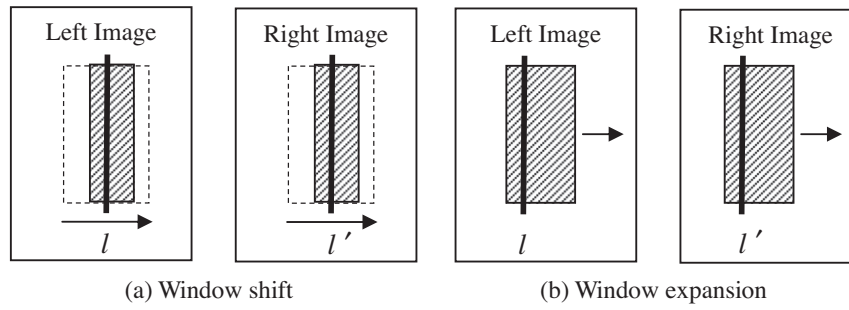 Left Image
Right Image
Left Image
Right Image
l
l′
l
l′
(a) Window shift
(b) Window expansion